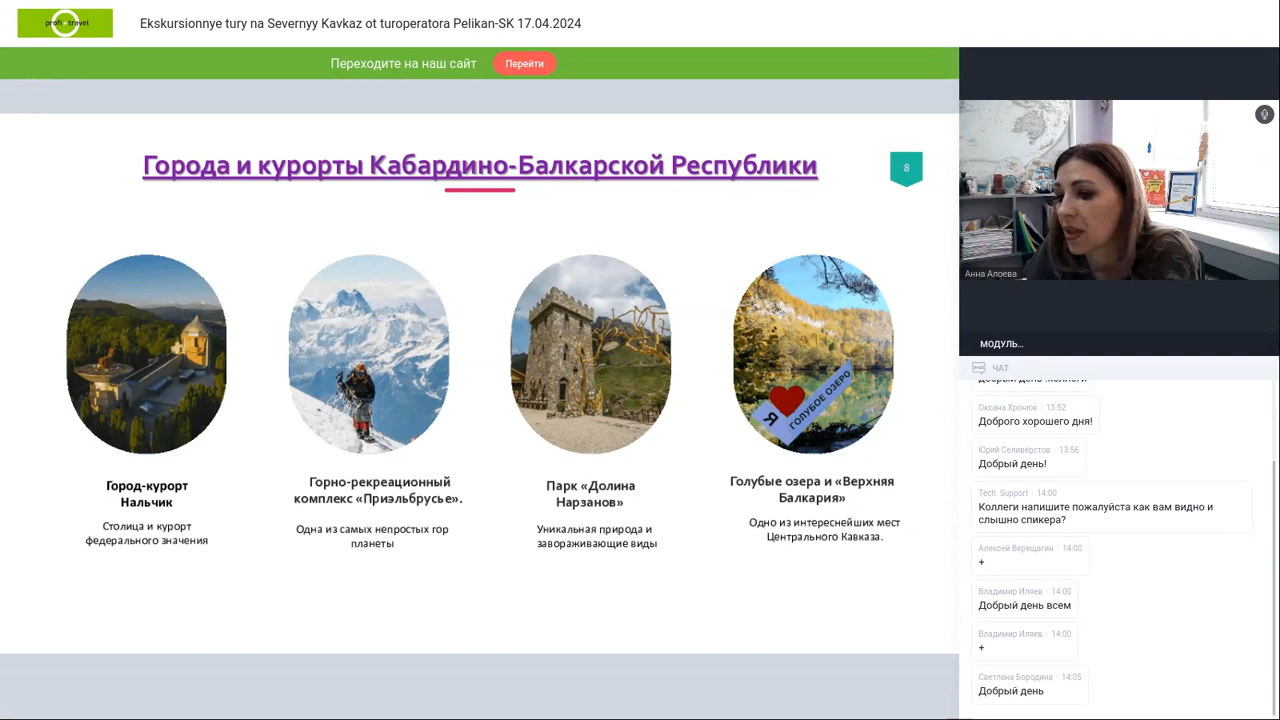 profi travel
Ekskursionnye tury na Severnyy Kavkaz ot turoperatora Pelikan-SK 17.04.2024
Переходите на наш сайт
Перейти
Города и курорты Кабардино-Балкарской Республики
8
Я
ГОЛУБОЕ ОЗЕРО
Город-курорт
Нальчик
Столица и курорт
федерального значения
Горно-рекреационный
комплекс «Приэльбрусье».
Одна из самых непростых гор
планеты
Парк «Долина
Нарзанов»
Уникальная природа и
завораживающие виды
Голубые озера и «Верхняя
Балкария»
Одно из интереснейших мест
Центрального Кавказа.
Анна Алоева
МОДУЛЬ...
ЧАТ
Добрый день .коллеги
Оксана Хронюк · 13:52
Доброго хорошего дня!
Юрий Селивёрстов · 13:56
Добрый день!
Tech. Support · 14:00
Коллеги напишите пожалуйста как вам видно и
слышно спикера?
Алексей Верещагин · 14:00
+
Владимир Иляев · 14:00
Добрый день всем
Владимир Иляев · 14:00
+
Светлана Бородина · 14:05
Добрый день